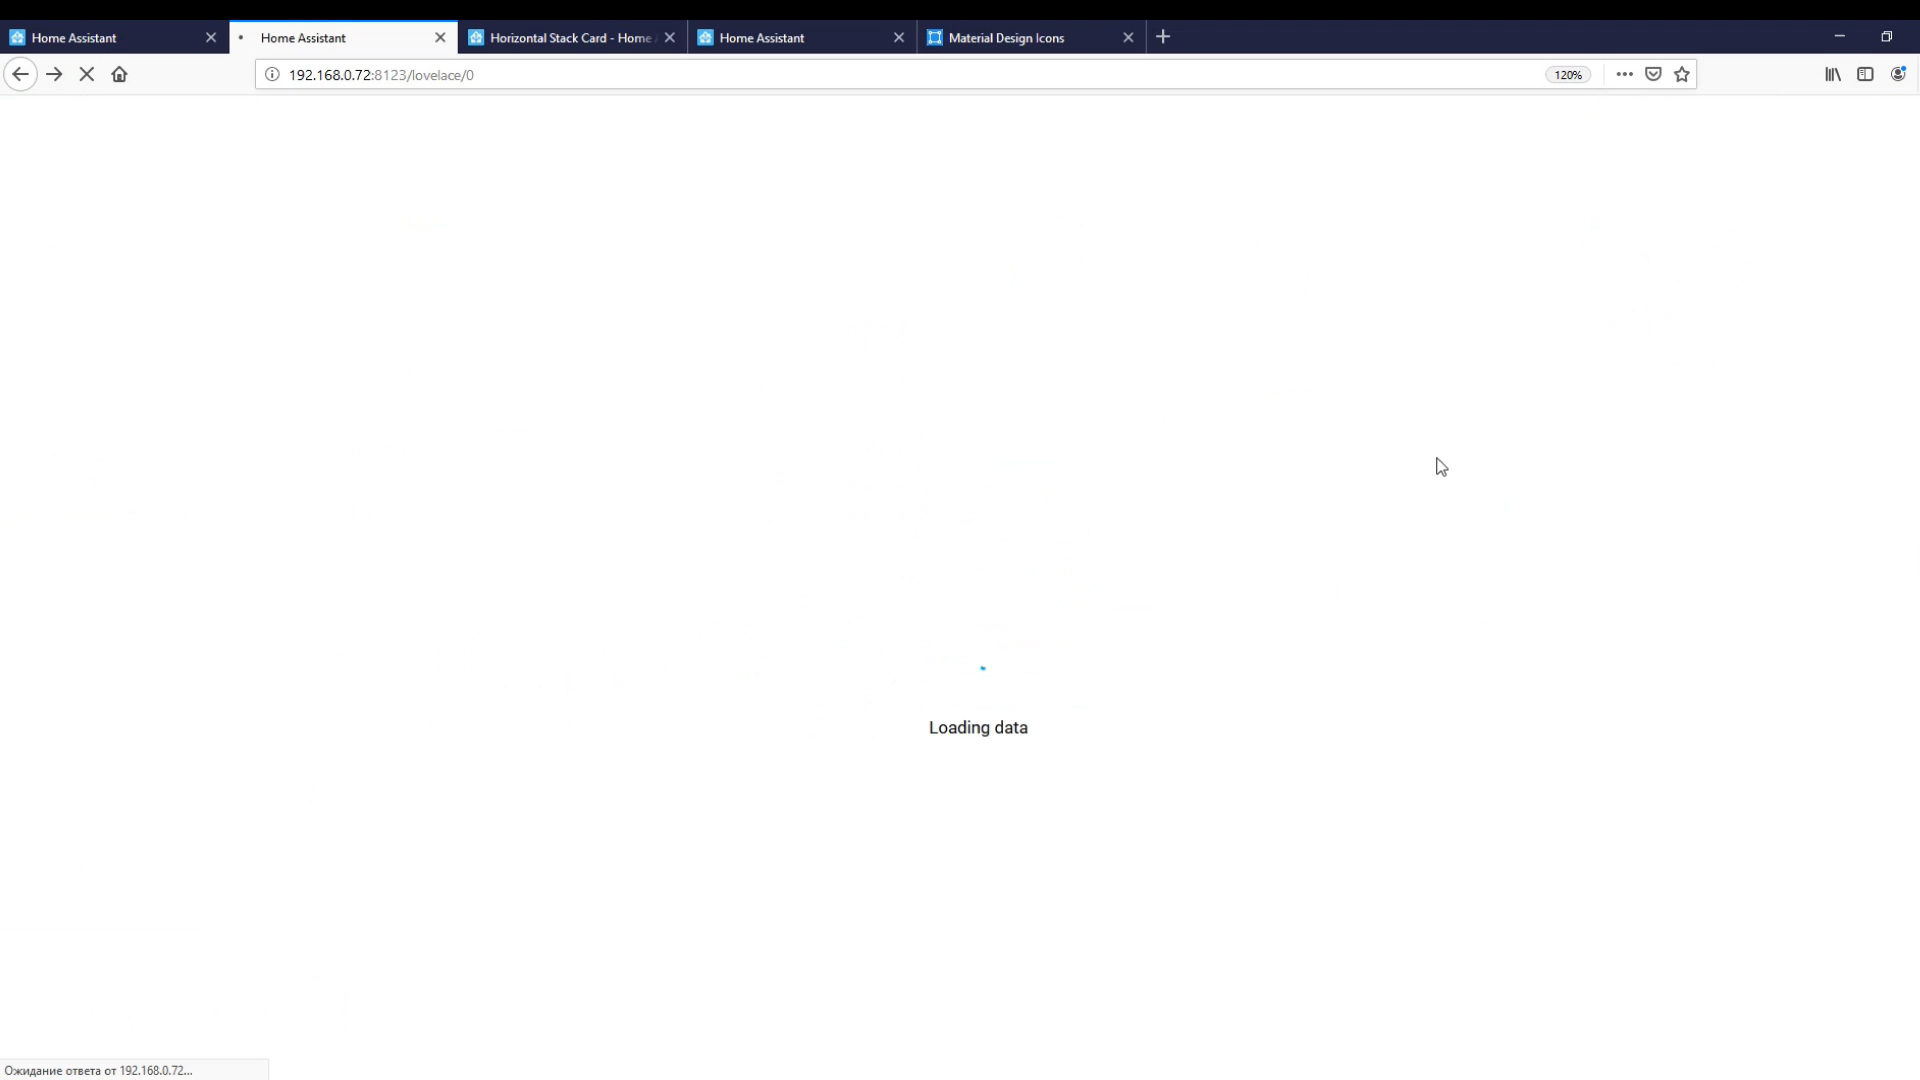 Home Assistant
Home Assistant
Horizontal Stack Card - Home A
Home Assistant
Material Design Icons
192.168.0.72:8123/lovelace/0
120%
Loading data
Ожидание ответа от 192.168.0.72...